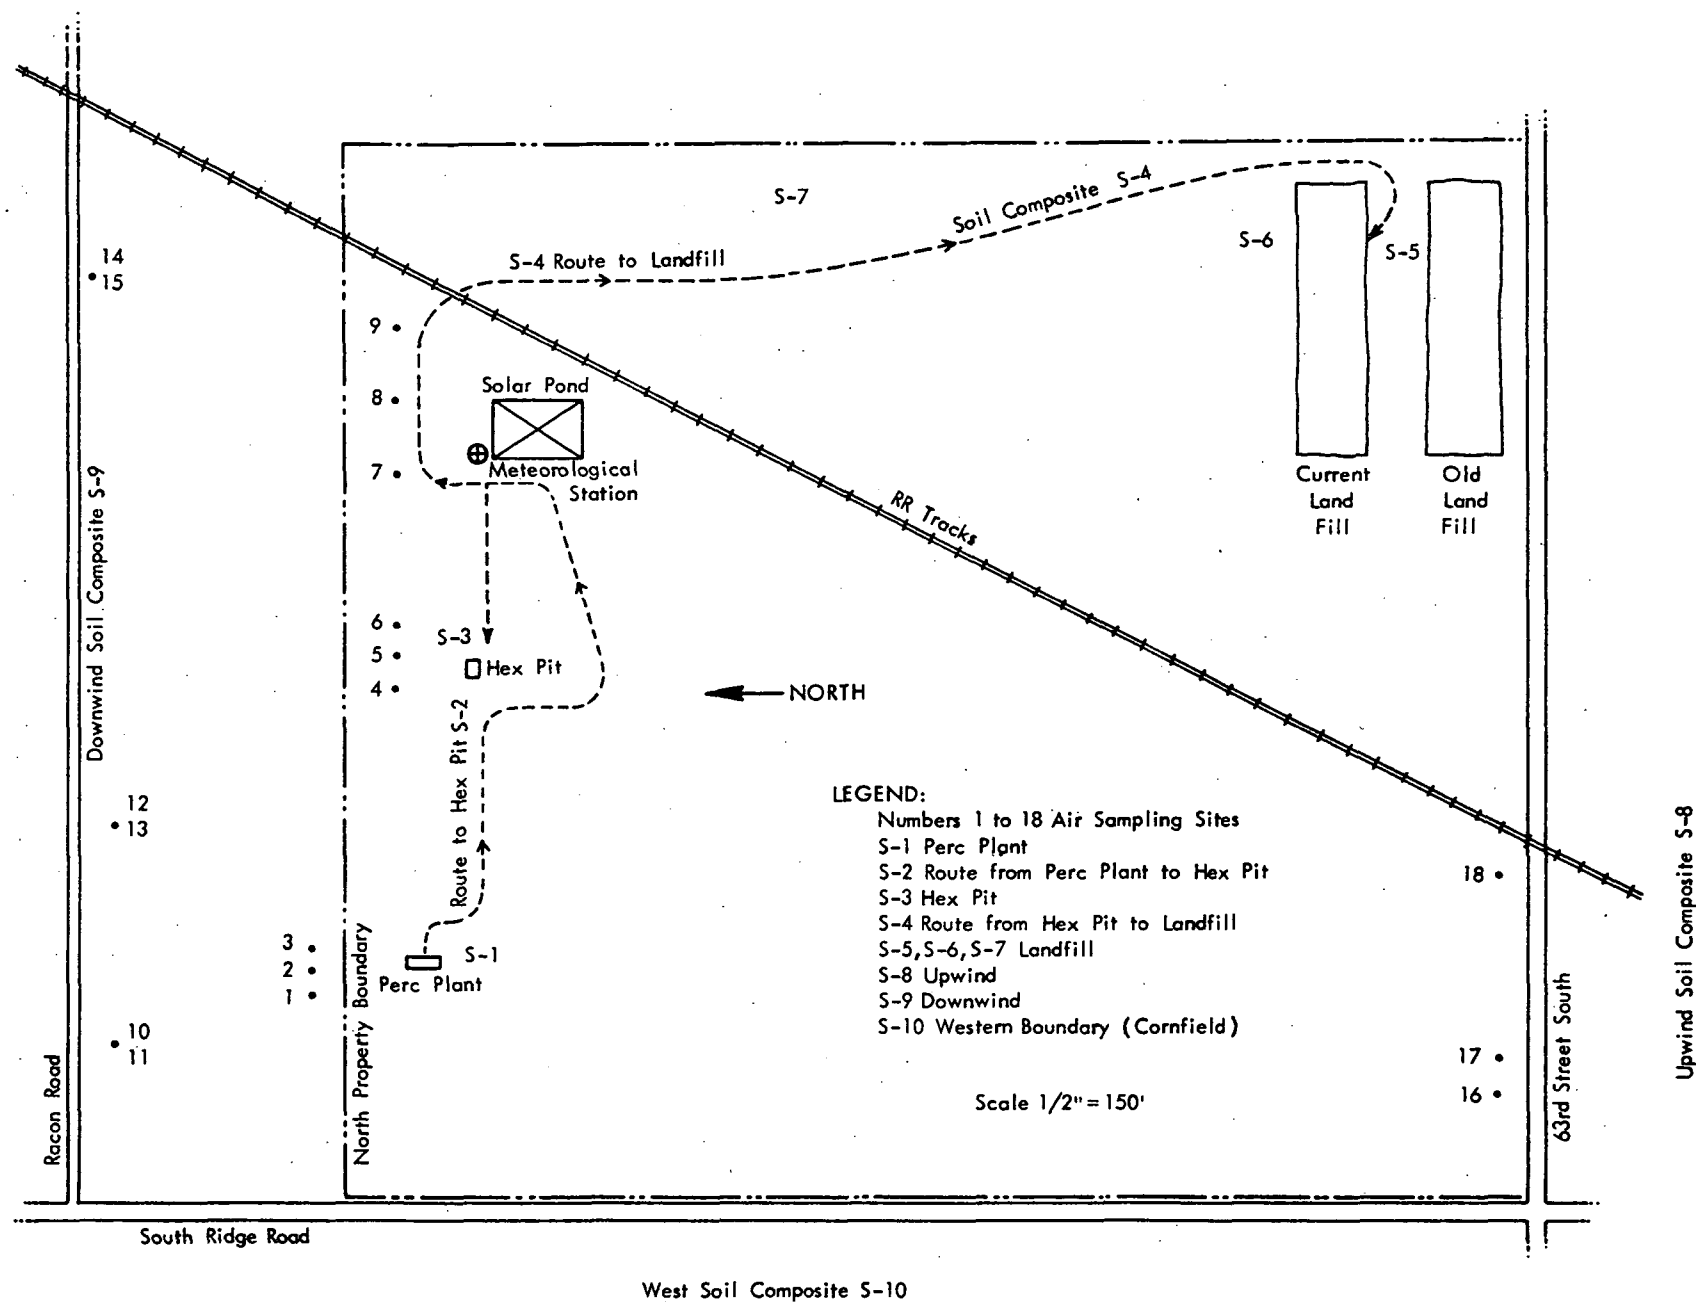 S-7
Soil Composite S-4
S-6
S-5
14
15
S-4 Route to Landfill
9
Solar Pond
8
7
Meteorological
Station
Current
Land
Fill
Old
Land
Fill
RR Tracks
Downwind Soil Composite S-9
6
5
4
S-3
Hex Pit
NORTH
Route to Hex Pit S-2
12
13
LEGEND:
Numbers 1 to 18 Air Sampling Sites
S-1 Perc Plant
S-2 Route from Perc Plant to Hex Pit
S-3 Hex Pit
S-4 Route from Hex Pit to Landfill
S-5,S-6,S-7 Landfill
S-8 Upwind
S-9 Downwind
S-10 Western Boundary (Cornfield)
Scale 1/2"=150'
18
Upwind Soil Composite S-8
3
2
1
S-1
Perc Plant
North Property Boundary
10
11
Racon Road
17
16
63rd Street South
South Ridge Road
West Soil Composite S-10